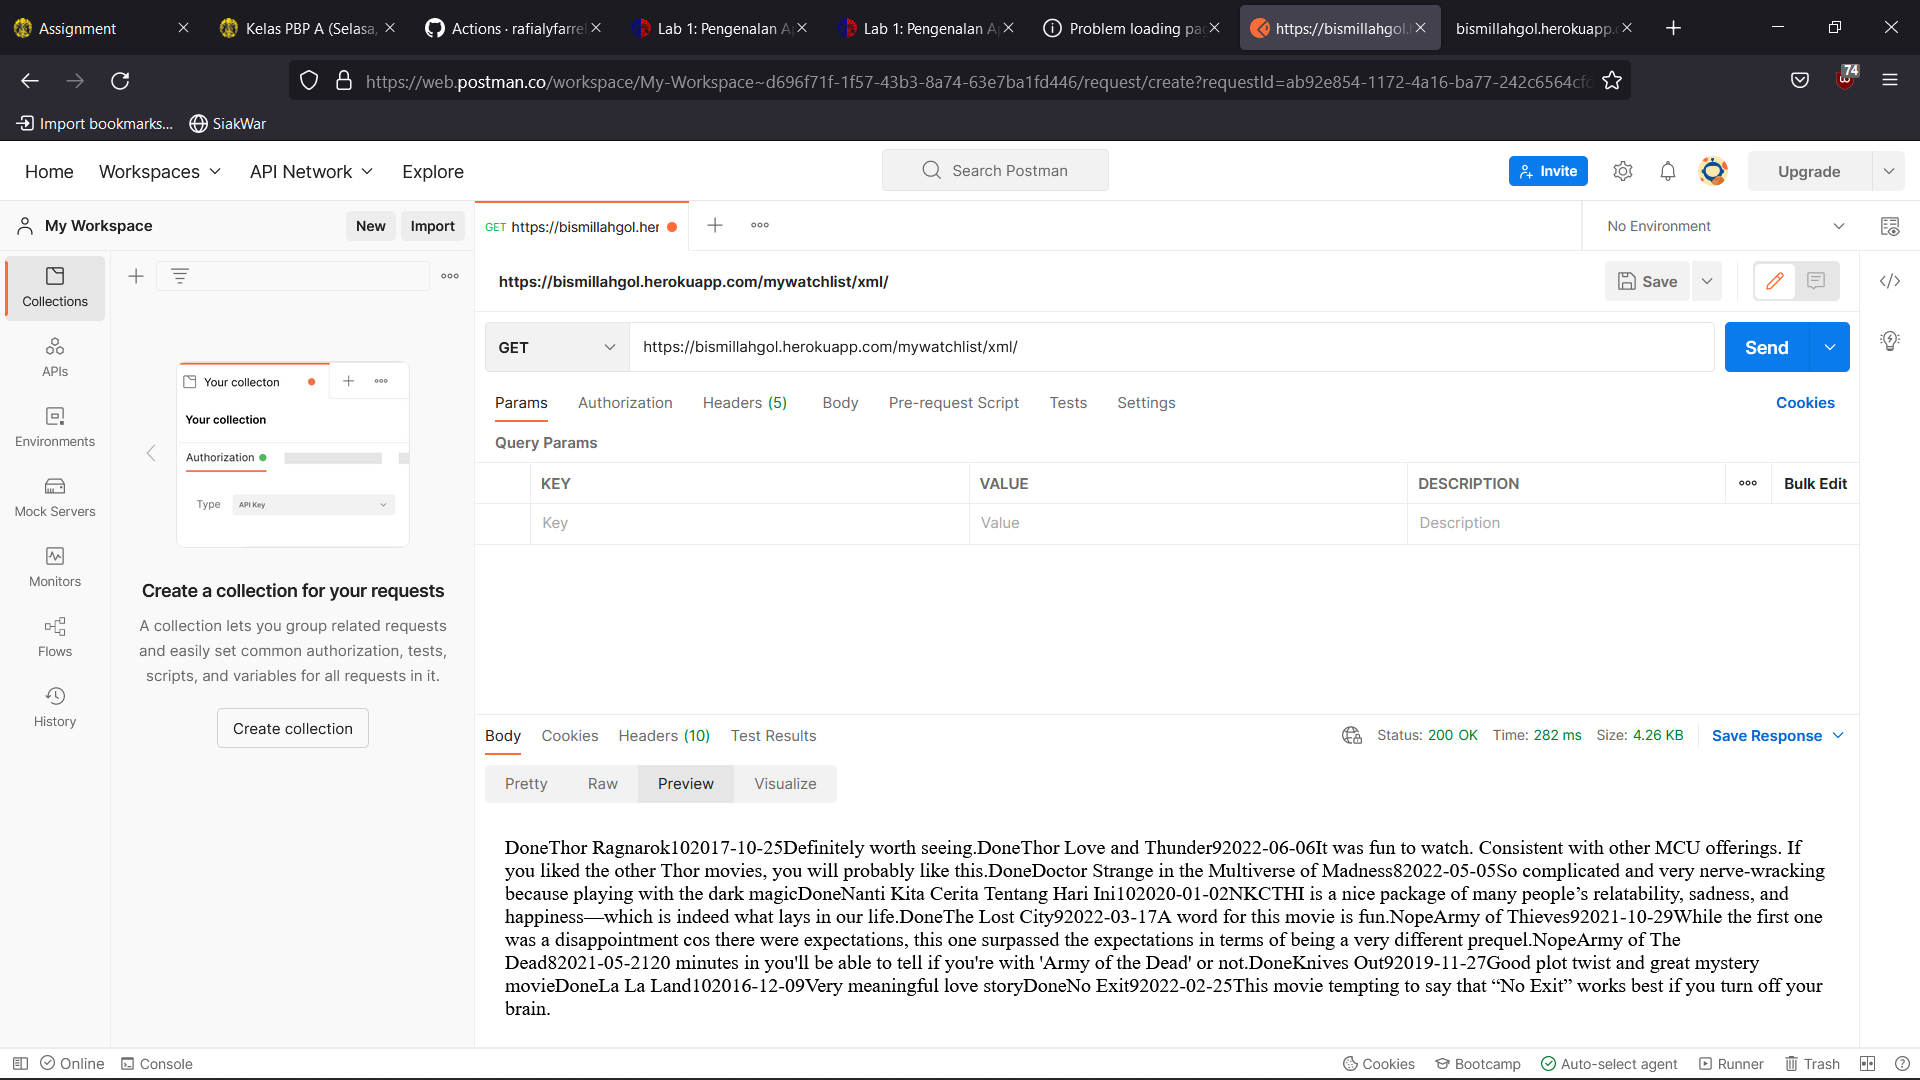 Assignment
Kelas PBP A (Selasa,
Actions · rafialyfarrel
Lab 1: Pengenalan A
Lab 1: Pengenalan A
Problem loading pa
https://bismillahgol.
bismillahgol.herokuapp.
https://web.postman.co/workspace/My-Workspace~d696f71f-1f57-43b3-8a74-63e7ba1fd446/request/create?requestId=ab92e854-1172-4a16-ba77-242c6564cf
74
Import bookmarks...
SiakWar
Home
Workspaces
API Network
Explore
Search Postman
Invite
Upgrade
My Workspace
New
Import
GET https://bismillahgol.her
No Environment
Collections
APIs
Environments
Mock Servers
Monitors
Flows
History
Your collecton
Your collection
Authorization
Type
API Key
Create a collection for your requests
A collection lets you group related requests
and easily set common authorization, tests,
scripts, and variables for all requests in it.
Create collection
https://bismillahgol.herokuapp.com/mywatchlist/xml/
Save
GET
https://bismillahgol.herokuapp.com/mywatchlist/xml/
Send
Params
Authorization
Headers (5)
Body
Pre-request Script
Tests
Settings
Cookies
Query Params
KEY
VALUE
DESCRIPTION
Bulk Edit
Key
Value
Description
Body
Cookies
Headers (10)
Test Results
Status: 200 OK
Time: 282 ms
Size: 4.26 KB
Save Response
Pretty
Raw
Preview
Visualize
DoneThor Ragnarok102017-10-25Definitely worth seeing.DoneThor Love and Thunder92022-06-06It was fun to watch. Consistent with other MCU offerings. If
you liked the other Thor movies, you will probably like this.DoneDoctor Strange in the Multiverse of Madness82022-05-05So complicated and very nerve-wracking
because playing with the dark magicDoneNanti Kita Cerita Tentang Hari Ini102020-01-02NKCTHI is a nice package of many people’s relatability, sadness, and
happiness—which is indeed what lays in our life.DoneThe Lost City92022-03-17A word for this movie is fun.NopeArmy of Thieves92021-10-29While the first one
was a disappointment cos there were expectations, this one surpassed the expectations in terms of being a very different prequel.NopeArmy of The
Dead82021-05-2120 minutes in you'll be able to tell if you're with 'Army of the Dead' or not.DoneKnives Out92019-11-27Good plot twist and great mystery
movieDoneLa La Land102016-12-09Very meaningful love storyDoneNo Exit92022-02-25This movie tempting to say that “No Exit” works best if you turn off your
brain.
Online
Console
Cookies
Bootcamp
Auto-select agent
Runner
Trash